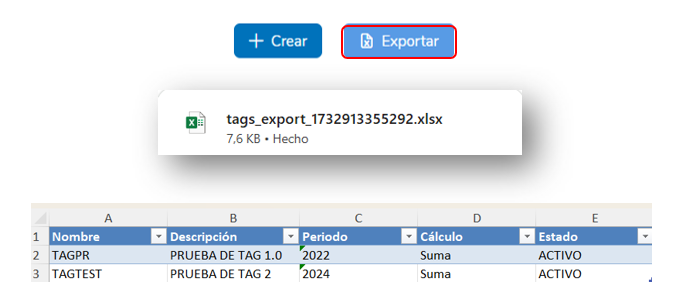 + Crear Exportar
tags_export_1732913355292.xlsx
7,6 KB • Hecho
A B C D E
1 Nombre Descripción Periodo Cálculo Estado
2 TAGPR PRUEBA DE TAG 1.0 2022 Suma ACTIVO
3 TAGTEST PRUEBA DE TAG 2 2024 Suma ACTIVO